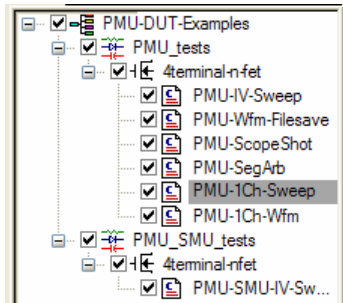 PMU-DUT-Examples
PMU_tests
4terminal-n-fet
PMU-IV-Sweep
PMU-Wfm-Filesave
PMU-ScopeShot
PMU-SegArb
PMU-1Ch-Sweep
PMU-1Ch-Wfm
PMU_SMU_tests
4terminal-nfet
PMU-SMU-IV-Sw...